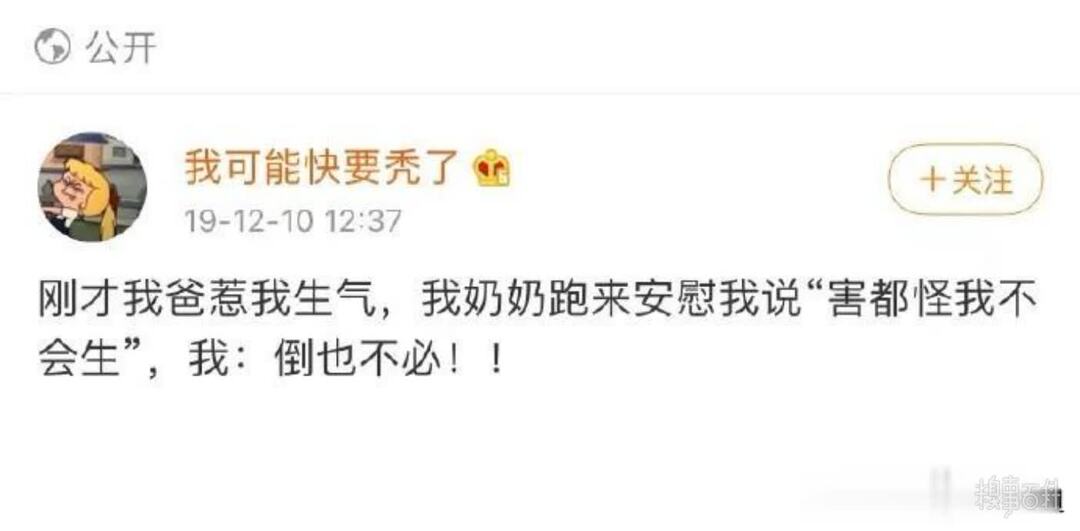 公开
我可能快要秃了
+关注
19-12-10 12:37
刚才我爸惹我生气，我奶奶跑来安慰我说“害都怪我不
会生”，我：倒也不必！！